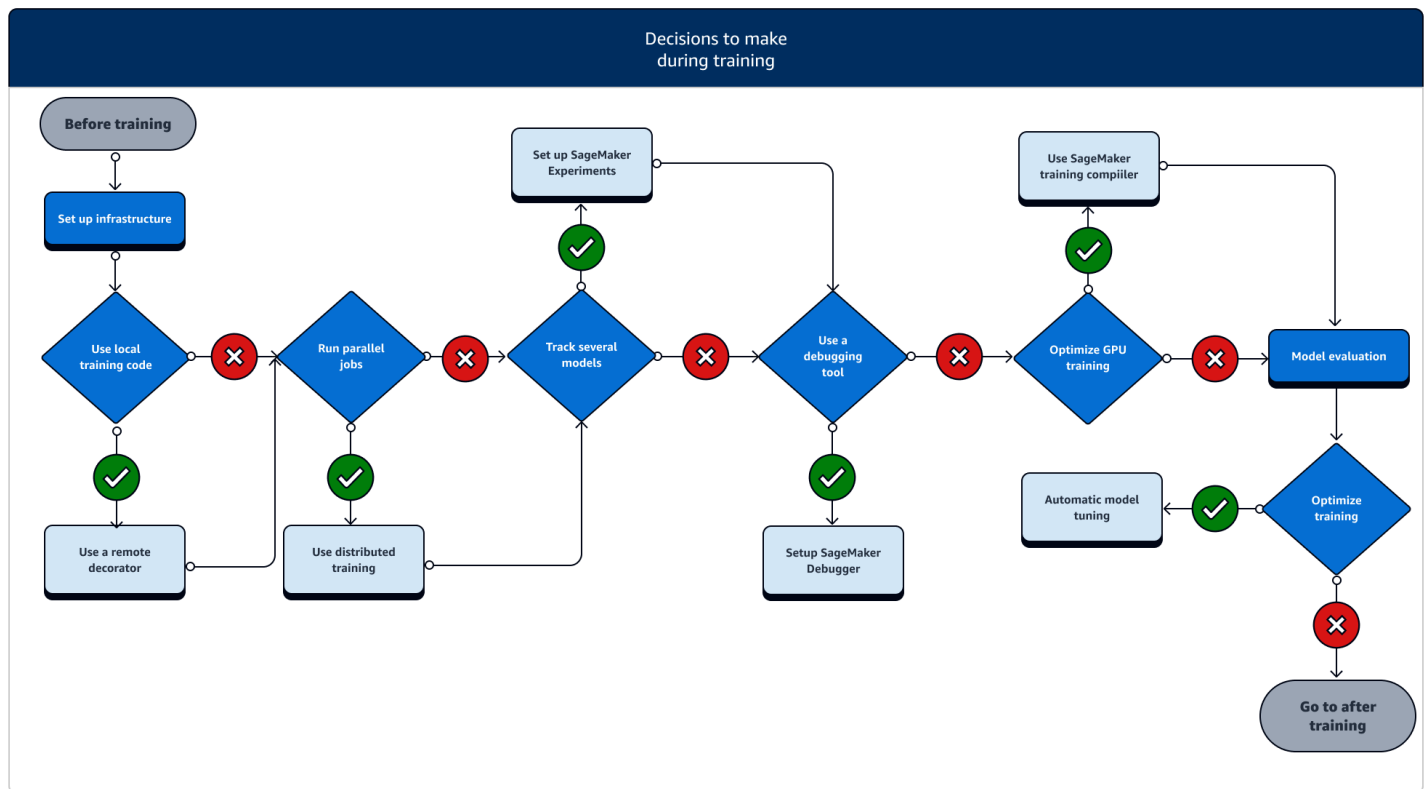 Decisions to make
during training
Before training
Set up infrastructure
Use local
training code
Use a remote
decorator
Run parallel
jobs
Use distributed
training
Set up SageMaker
Experiments
Track several
models
Use a
debugging
tool
Setup SageMaker
Debugger
Use SageMaker
training compiiler
Optimize GPU
training
Model evaluation
Automatic model
tuning
Optimize
training
Go to after
training